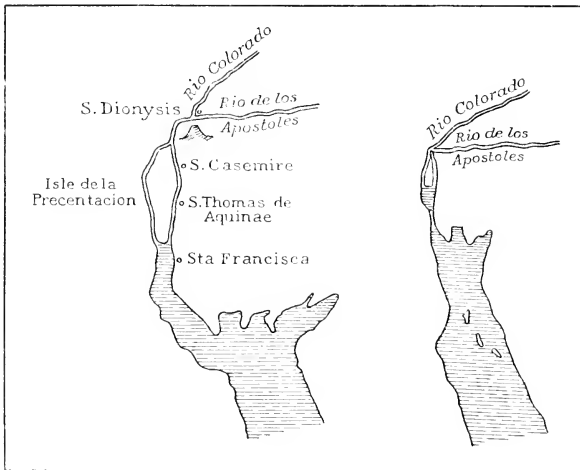 Rio Colorado
S. Dionysis
Rio de los
Apostoles
S. Casemire
Isle de la
Precentacion
S. Thomas de
Aquinae
Sta Francisca
Rio Colorado
Rio de los
Apostoles